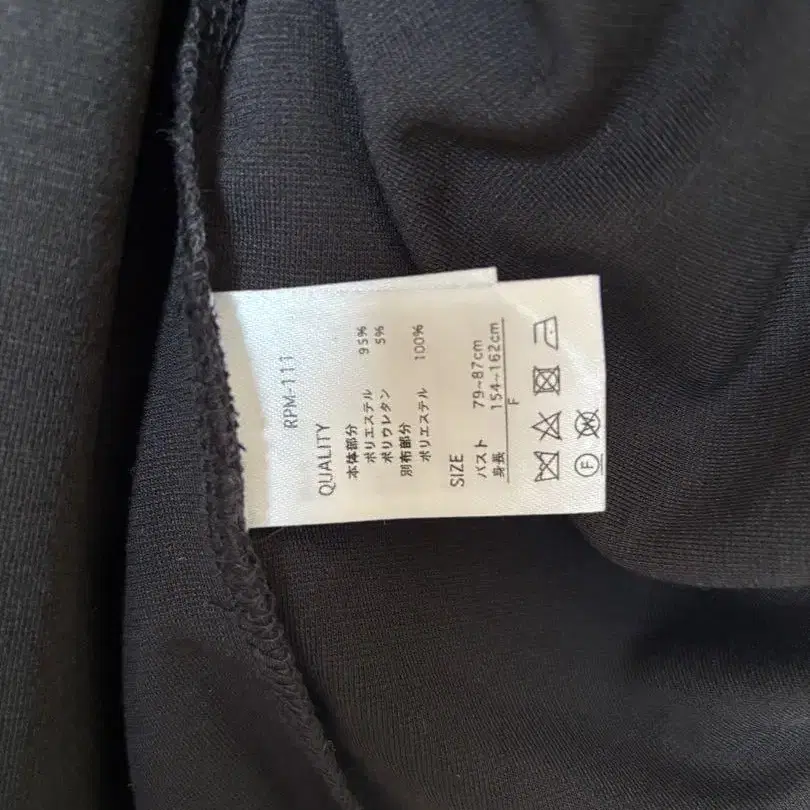 RPM-111
QUALITY
本体部分
ポリエステル 95%
ポリウレタン 5%
別布部分
ポリエステル 100%
SIZE
バスト 79~87cm
身長 154~162cm
F
F W